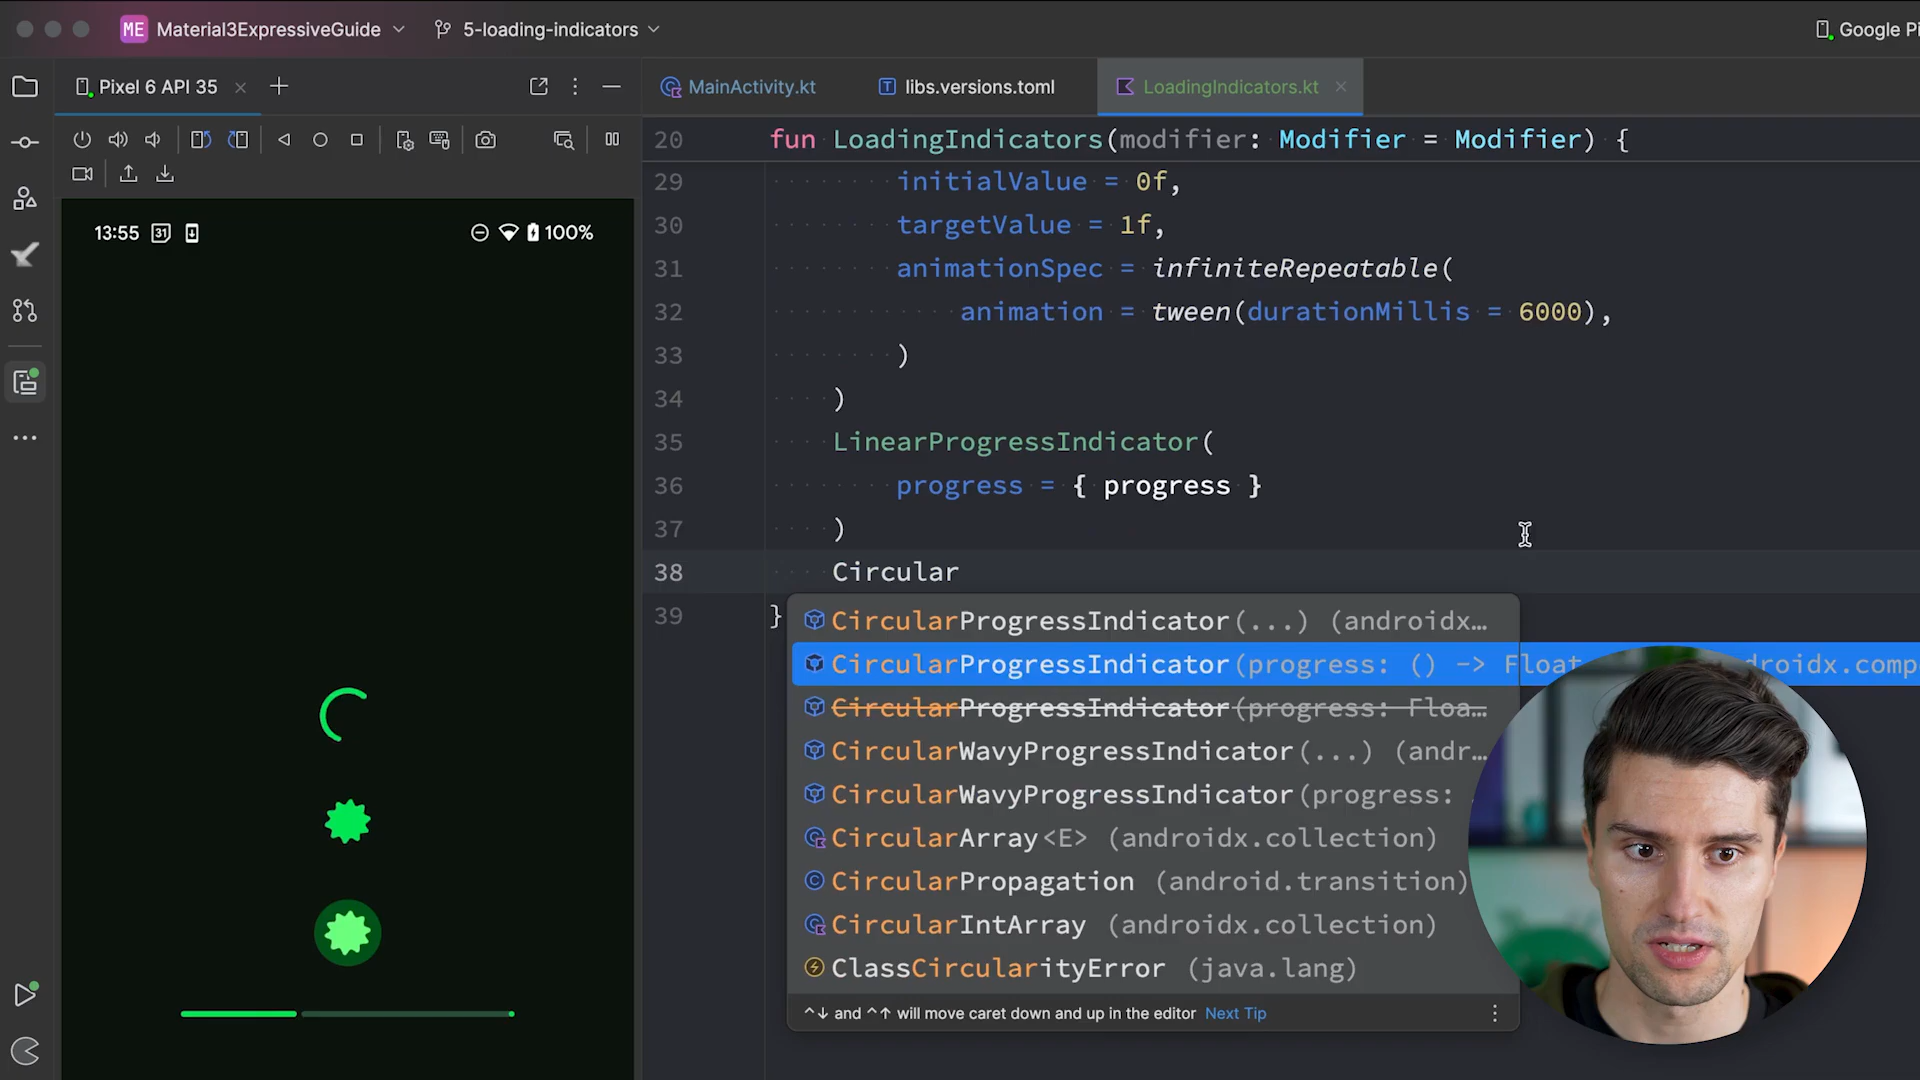 ME Material3ExpressiveGuide 5-loading-indicators
Pixel 6 API 35
MainActivity.kt libs.versions.toml LoadingIndicators.kt
13:55 31 100%
20 fun LoadingIndicators(modifier: Modifier = Modifier) {
29 initialValue = 0f,
30 targetValue = 1f,
31 animationSpec = infiniteRepeatable(
32 animation = tween(durationMillis = 6000),
33 )
34 )
35 LinearProgressIndicator(
36 progress = { progress }
37 )
38 Circular
39 }
CircularProgressIndicator(...) (androidx…
CircularProgressIndicator(progress: () -> Float
CircularProgressIndicator(progress: Floa…
CircularWavyProgressIndicator(...) (andr…
CircularWavyProgressIndicator(progress:
CircularArray<E> (androidx.collection)
CircularPropagation (android.transition)
CircularIntArray (androidx.collection)
ClassCircularityError (java.lang)
^↓ and ^↑ will move caret down and up in the editor Next Tip